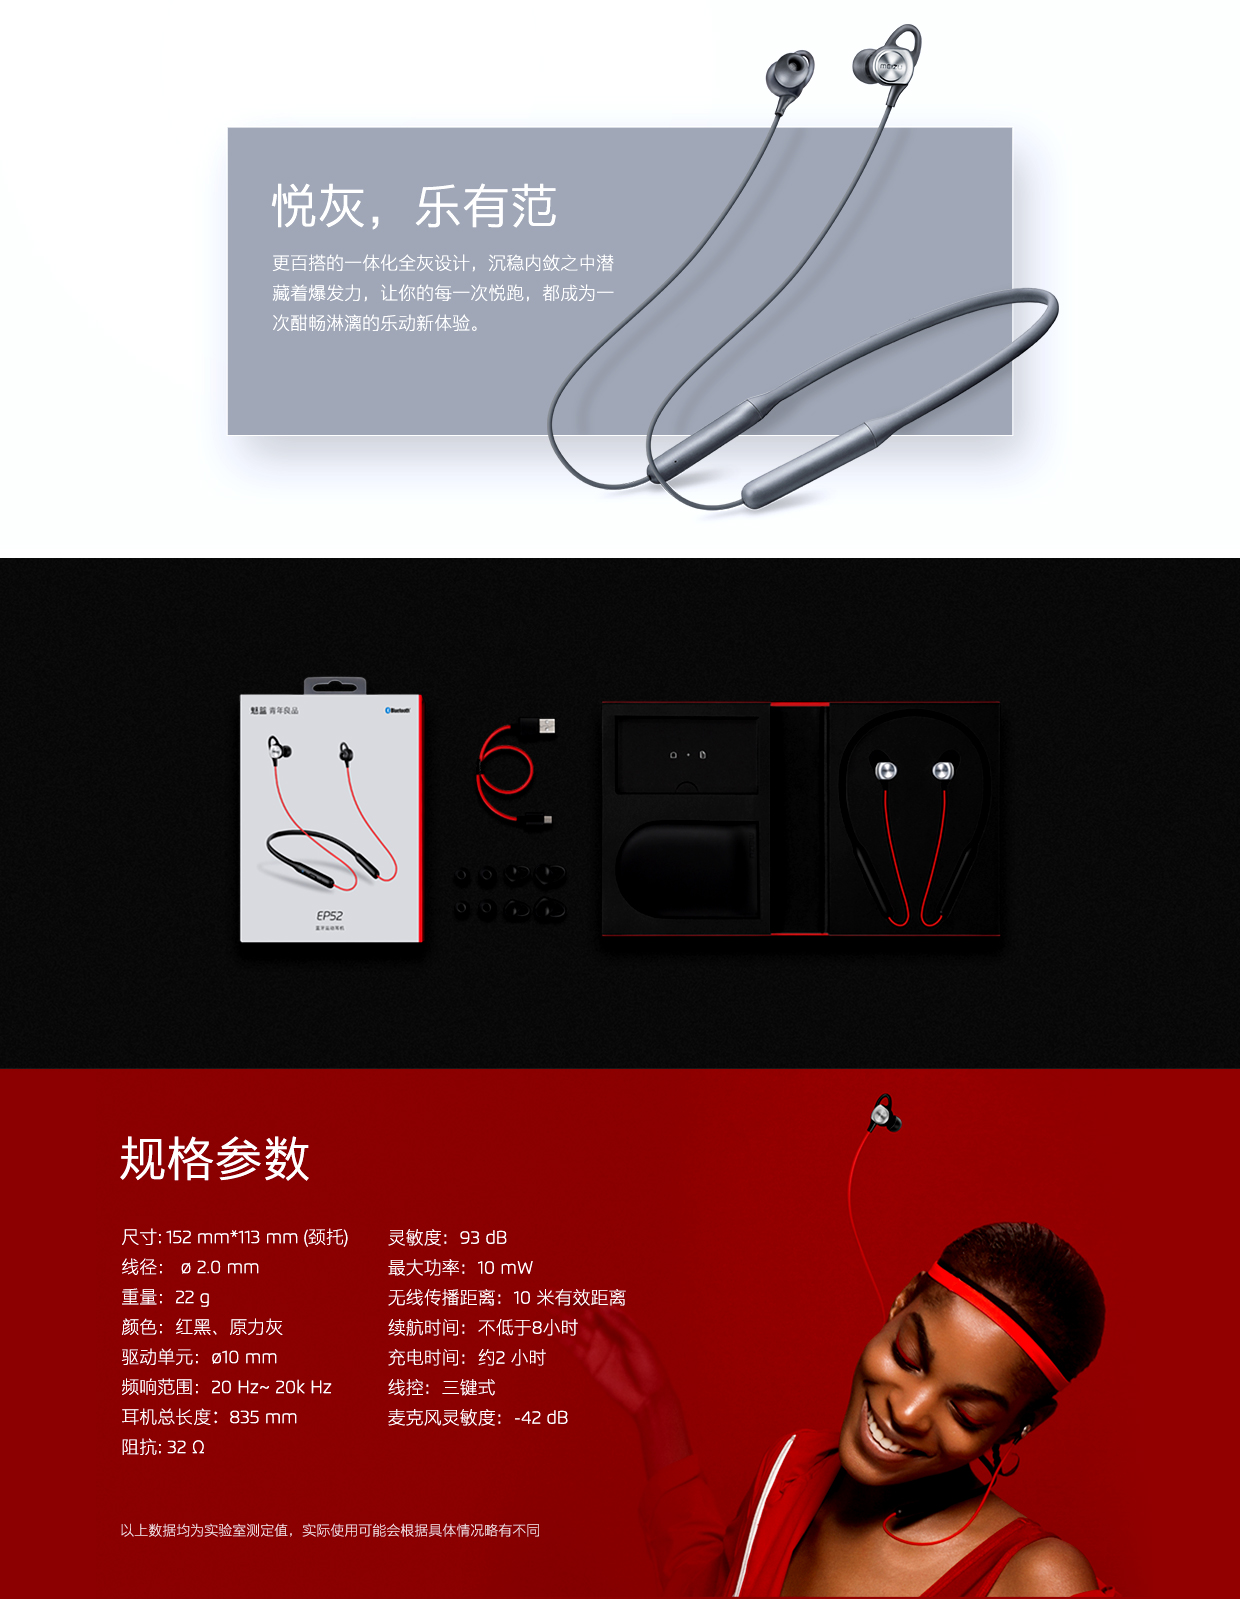 悦灰，乐有范
更百搭的一体化全灰设计，沉稳内敛之中潜
藏着爆发力，让你的每一次悦跑，都成为一
次酣畅淋漓的乐动新体验。
魅蓝 青年良品
Bluetooth
EP52
蓝牙运动耳机
规格参数
尺寸: 152 mm*113 mm (颈托)
线径： ø 2.0 mm
重量：22 g
颜色：红黑、原力灰
驱动单元：ø10 mm
频响范围：20 Hz~ 20k Hz
耳机总长度：835 mm
阻抗: 32 Ω
灵敏度：93 dB
最大功率：10 mW
无线传播距离：10 米有效距离
续航时间：不低于8小时
充电时间：约2 小时
线控：三键式
麦克风灵敏度：-42 dB
以上数据均为实验室测定值，实际使用可能会根据具体情况略有不同